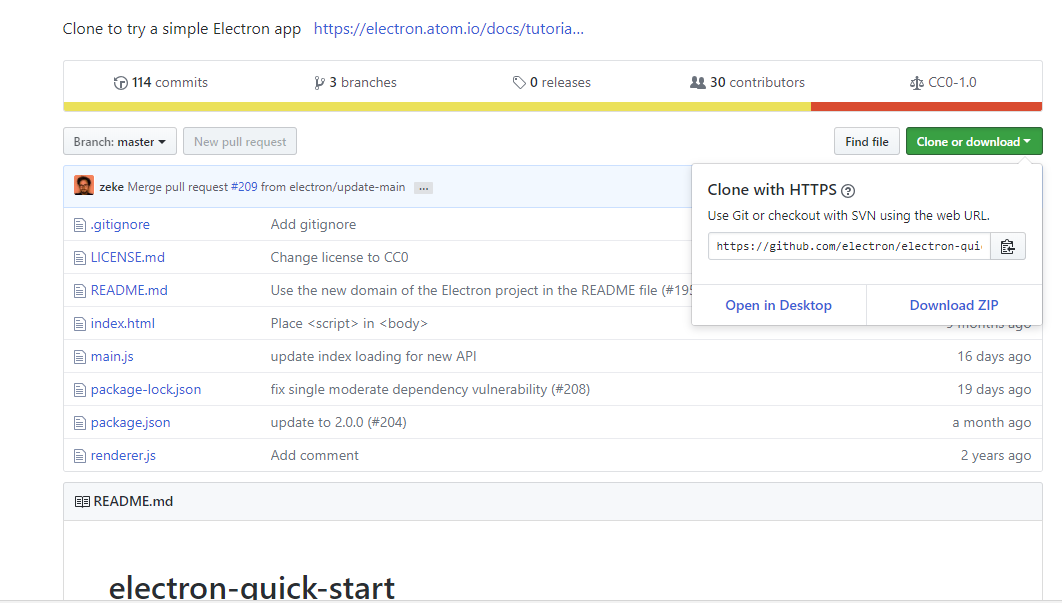 Clone to try a simple Electron app https://electron.atom.io/docs/tutoria...
114 commits 3 branches 0 releases 30 contributors CC0-1.0
Branch: master New pull request Find file Clone or download
zeke Merge pull request #209 from electron/update-main ...
Clone with HTTPS
Use Git or checkout with SVN using the web URL.
https://github.com/electron/electron-qui
Open in Desktop Download ZIP
.gitignore Add gitignore
LICENSE.md Change license to CC0
README.md Use the new domain of the Electron project in the README file (#195
index.html Place <script> in <body> 9 months ago
main.js update index loading for new API 16 days ago
package-lock.json fix single moderate dependency vulnerability (#208) 19 days ago
package.json update to 2.0.0 (#204) a month ago
renderer.js Add comment 2 years ago
README.md
electron-quick-start